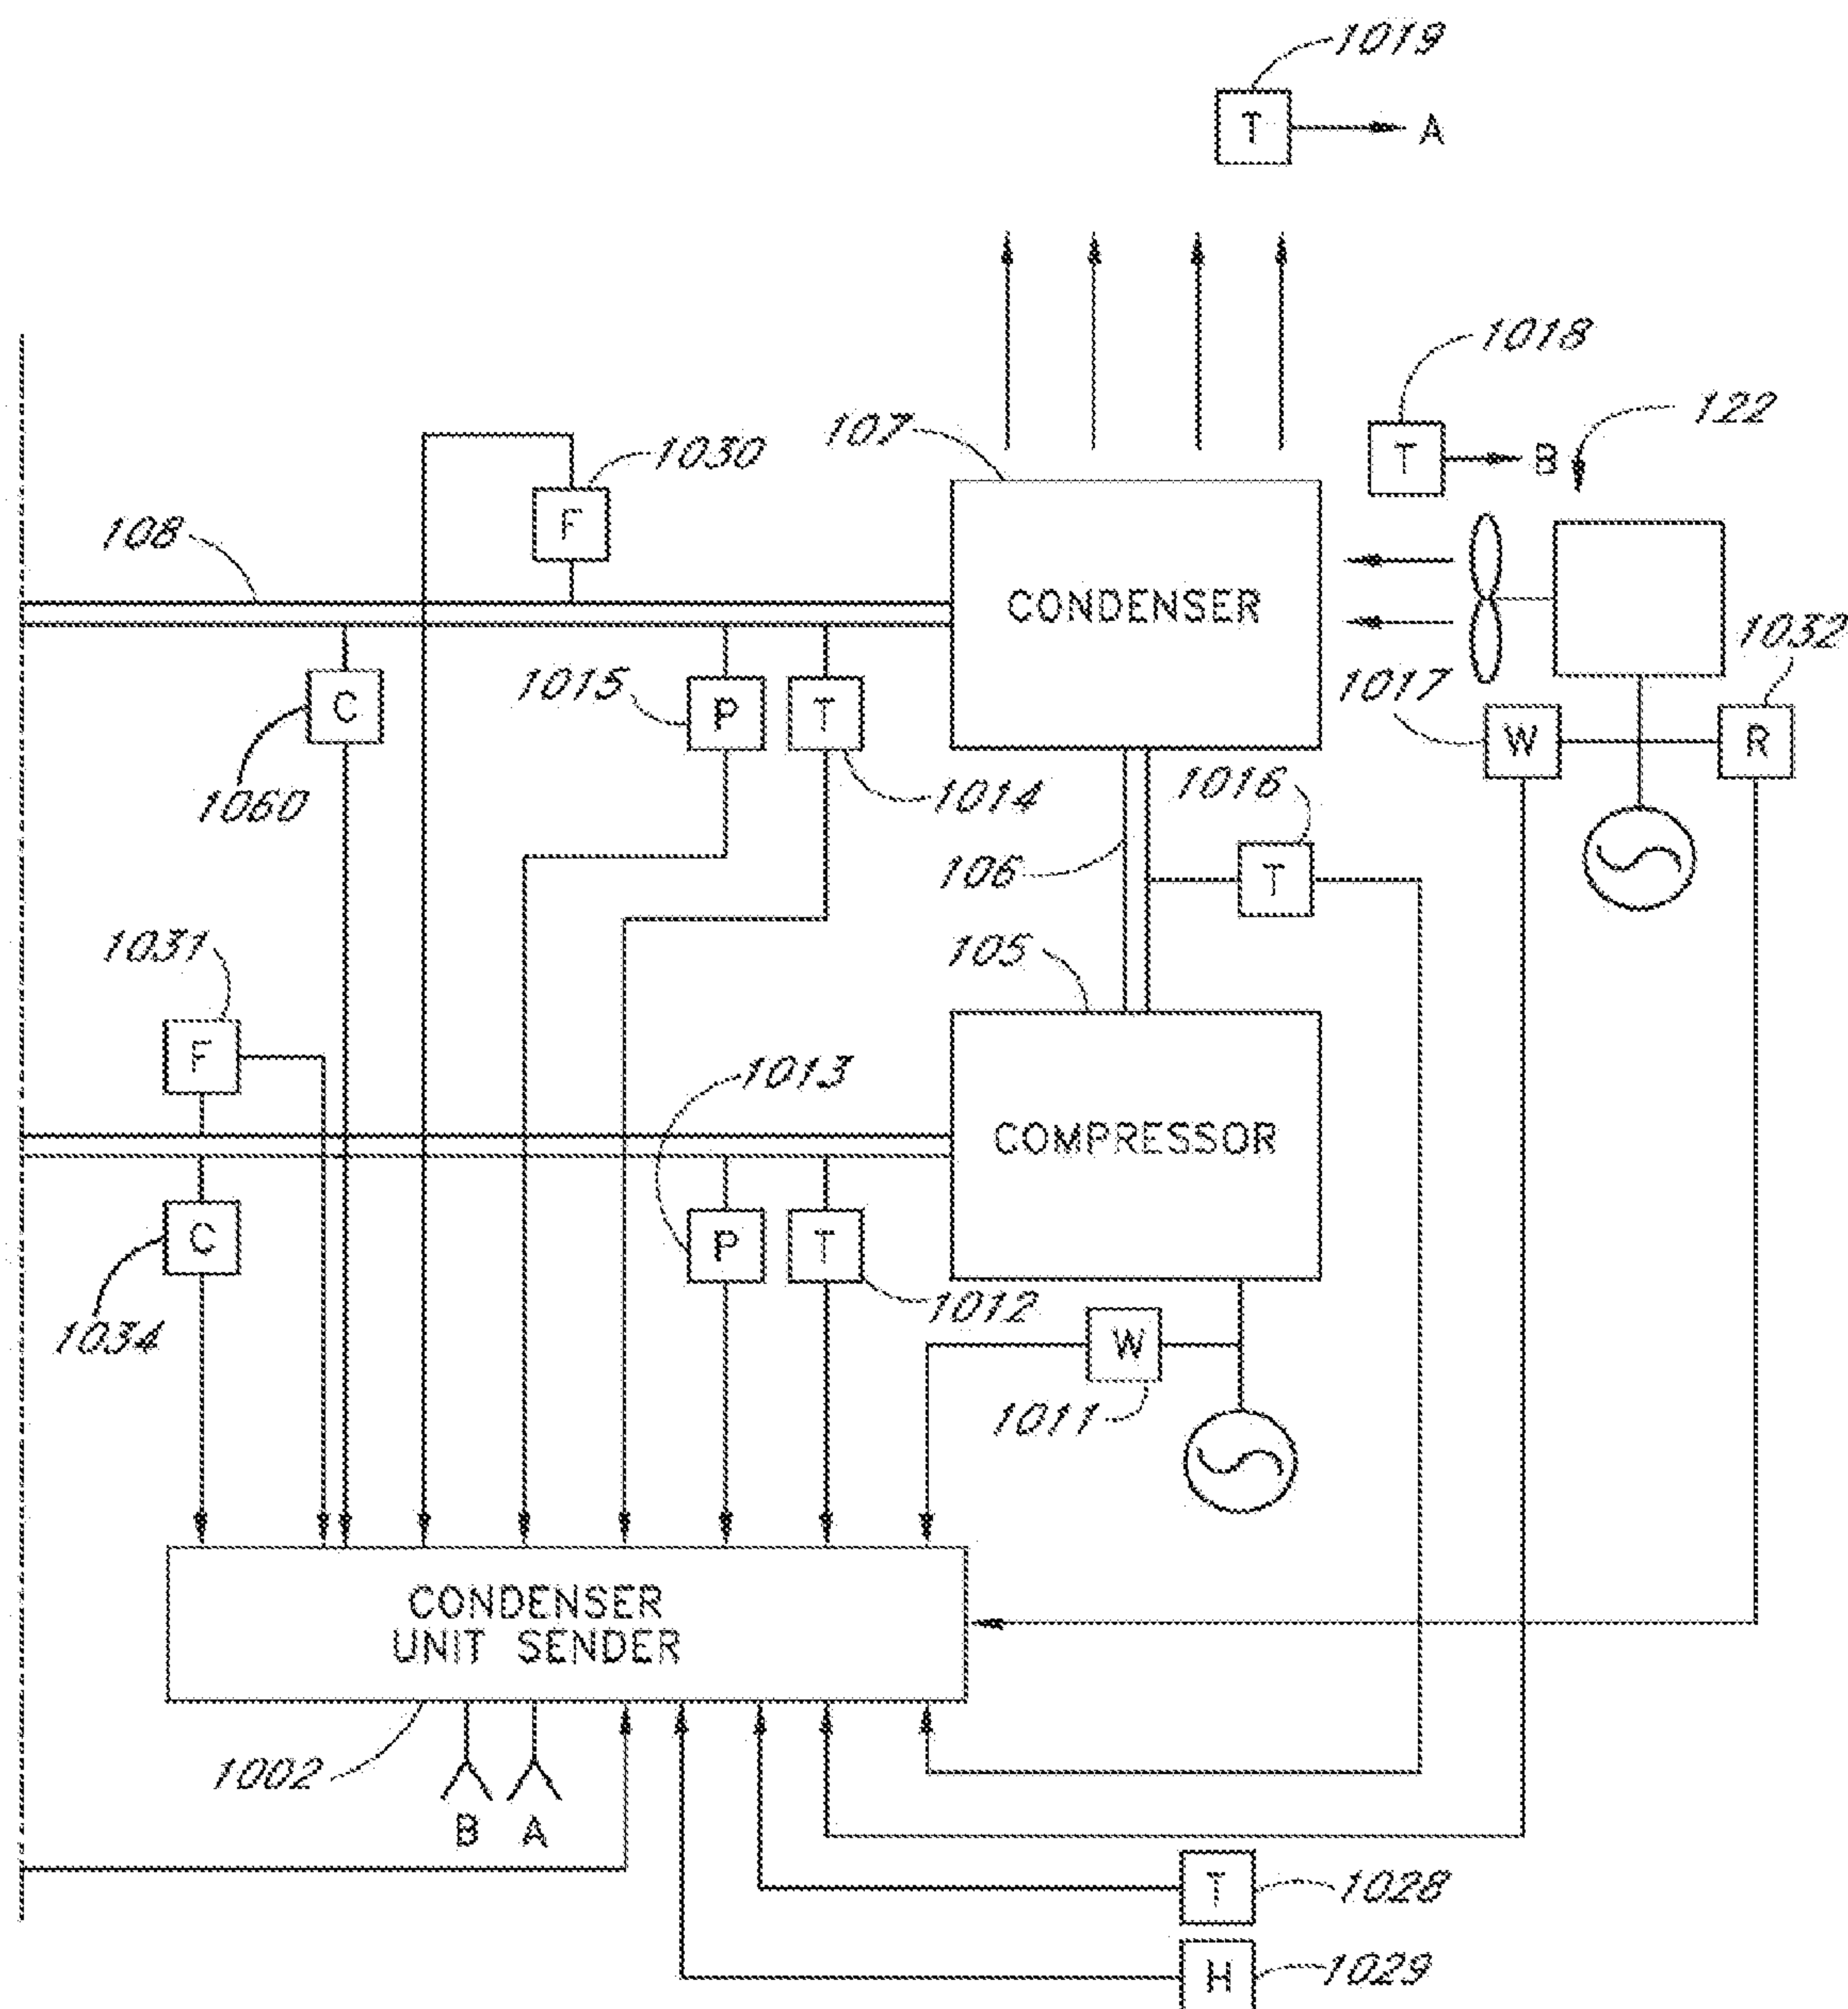 1019
T
A
1018
122
107
T
B
1030
F
108
CONDENSER
1032
1015
1017
C
P
T
W
R
1060
1014
1016
106
T
1031
105
F
1013
COMPRESSOR
C
P
T
1012
1034
W
1011
CONDENSER
UNIT SENDER
1002
B
A
T
1028
H
1029